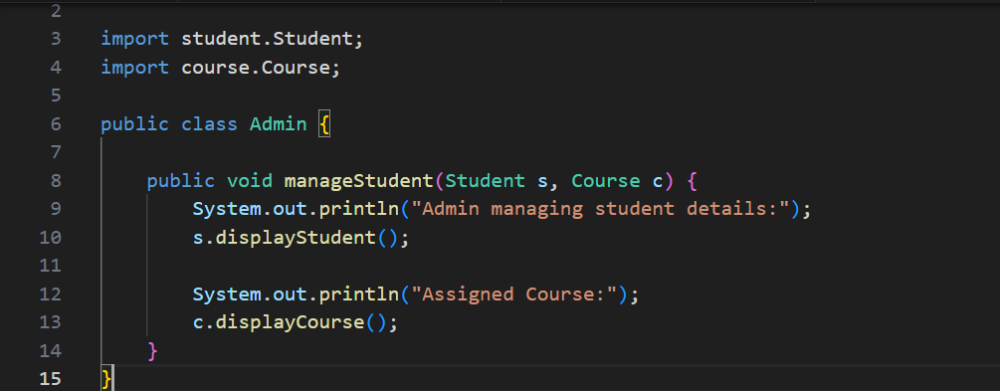 2
3 import student.Student;
4 import course.Course;
5
6 public class Admin {
7
8 public void manageStudent(Student s, Course c) {
9 System.out.println("Admin managing student details:");
10 s.displayStudent();
11
12 System.out.println("Assigned Course:");
13 c.displayCourse();
14 }
15 }